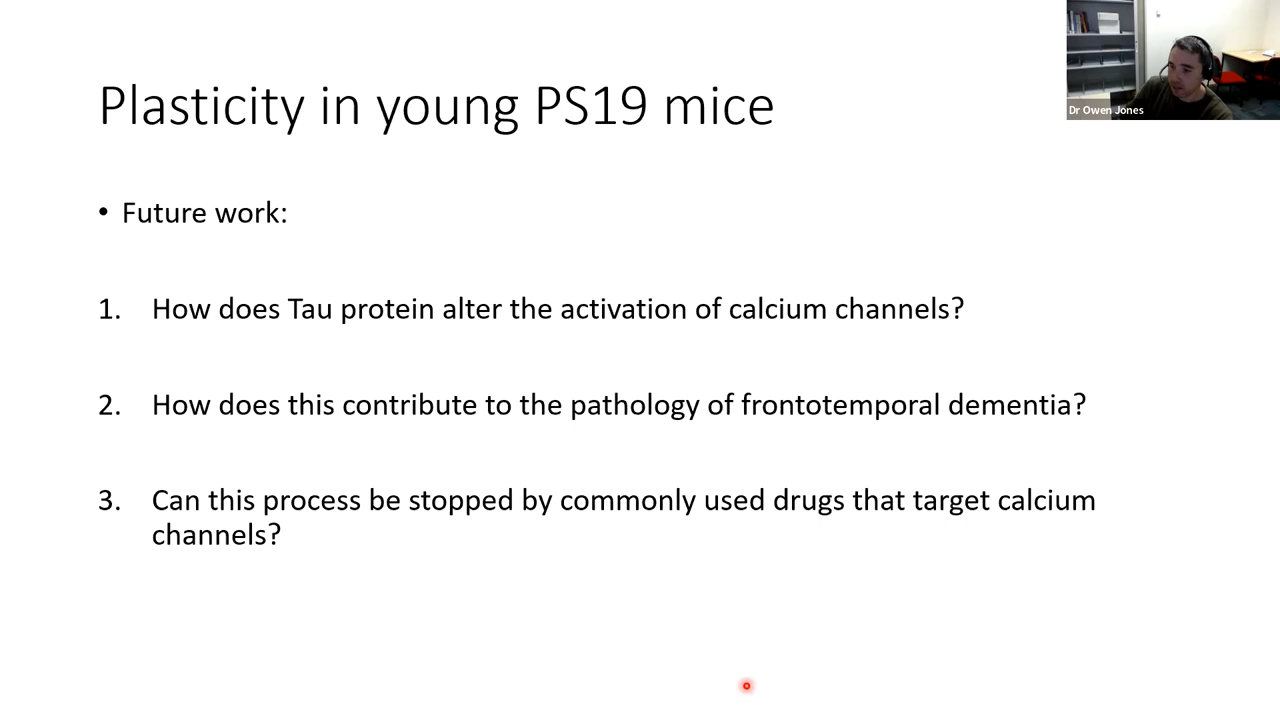 Plasticity in young PS19 mice
Dr Owen Jones
• Future work:
1. How does Tau protein alter the activation of calcium channels?
2. How does this contribute to the pathology of frontotemporal dementia?
3. Can this process be stopped by commonly used drugs that target calcium
channels?